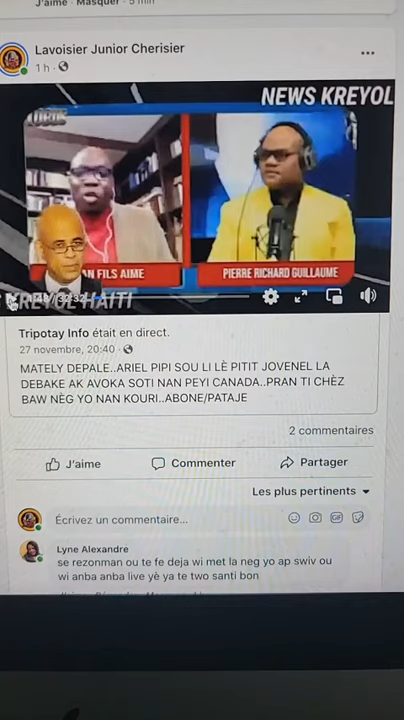 J'aime · Masquer · 5 min
Lavoisier Junior Cherisier
1 h ·
NEWS KREYOL
N FILS AIME
PIERRE RICHARD GUILLAUME
HAITI
Tripotay Info était en direct.
27 novembre, 20:40 ·
MATELY DEPALE..ARIEL PIPI SOU LI LÈ PITIT JOVENEL LA
DEBAKE AK AVOKA SOTI NAN PEYI CANADA..PRAN TI CHÈZ
BAW NÈG YO NAN KOURI..ABONE/PATAJE
2 commentaires
J'aime
Commenter
Partager
Les plus pertinents
Écrivez un commentaire...
GIF
Lyne Alexandre
se rezonman ou te fe deja wi met la neg yo ap swiv ou
wi anba anba live yè ya te two santi bon